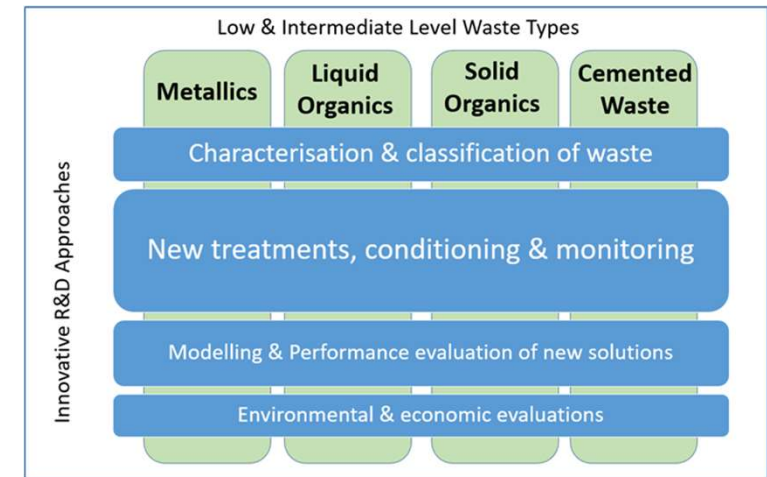 Low & Intermediate Level Waste Types
Metallics
Liquid
Organics
Solid
Organics
Cemented
Waste
Innovative R&D Approaches
Characterisation & classification of waste
New treatments, conditioning & monitoring
Modelling & Performance evaluation of new solutions
Environmental & economic evaluations